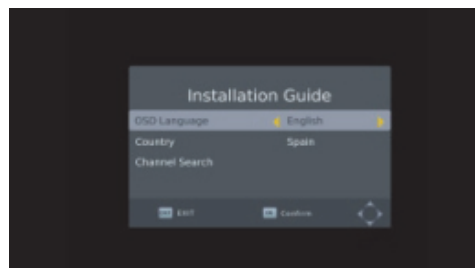 Installation Guide
OSD Language English
Country Spain
Channel Search
EXIT Confirm